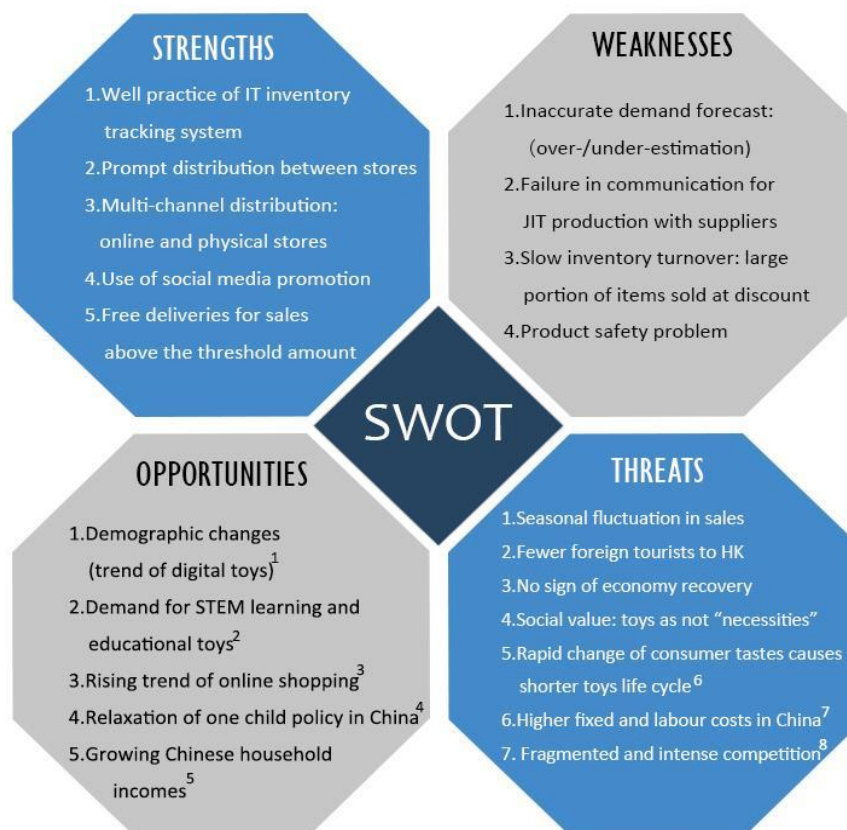 STRENGTHS
1.Well practice of IT inventory
tracking system
2.Prompt distribution between stores
3.Multi-channel distribution:
online and physical stores
4.Use of social media promotion
5.Free deliveries for sales
above the threshold amount
WEAKNESSES
1.Inaccurate demand forecast:
(over-/under-estimation)
2.Failure in communication for
JIT production with suppliers
3.Slow inventory turnover: large
portion of items sold at discount
4.Product safety problem
SWOT
OPPORTUNITIES
1.Demographic changes
(trend of digital toys)1
2.Demand for STEM learning and
educational toys2
3.Rising trend of online shopping3
4.Relaxation of one child policy in China4
5.Growing Chinese household
incomes5
THREATS
1.Seasonal fluctuation in sales
2.Fewer foreign tourists to HK
3.No sign of economy recovery
4.Social value: toys as not “necessities”
5.Rapid change of consumer tastes causes
shorter toys life cycle6
6.Higher fixed and labour costs in China7
7. Fragmented and intense competition8